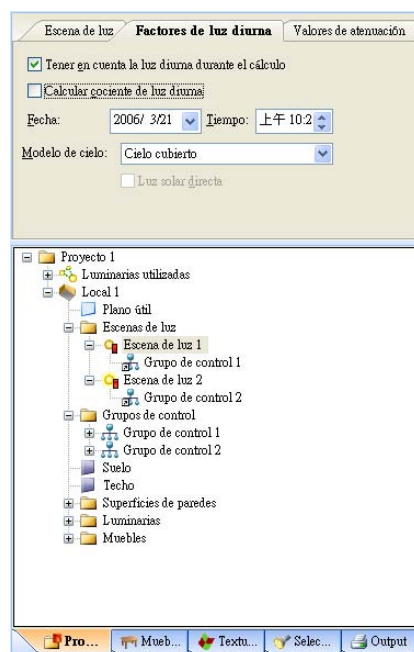 Escena de luz Factores de luz diurna Valores de atenuación
Tener en cuenta la luz diurna durante el cálculo
Calcular cociente de luz diurna
Fecha: 2006/ 3/21 Tiempo: 上午 10:2
Modelo de cielo: Cielo cubierto
Luz solar directa
Proyecto 1
Luminarias utilizadas
Local 1
Plano útil
Escenas de luz
Escena de luz 1
Grupo de control 1
Escena de luz 2
Grupo de control 2
Grupos de control
Grupo de control 1
Grupo de control 2
Suelo
Techo
Superficies de paredes
Luminarias
Muebles
Pro... Mueb... Textu... Selec... Output